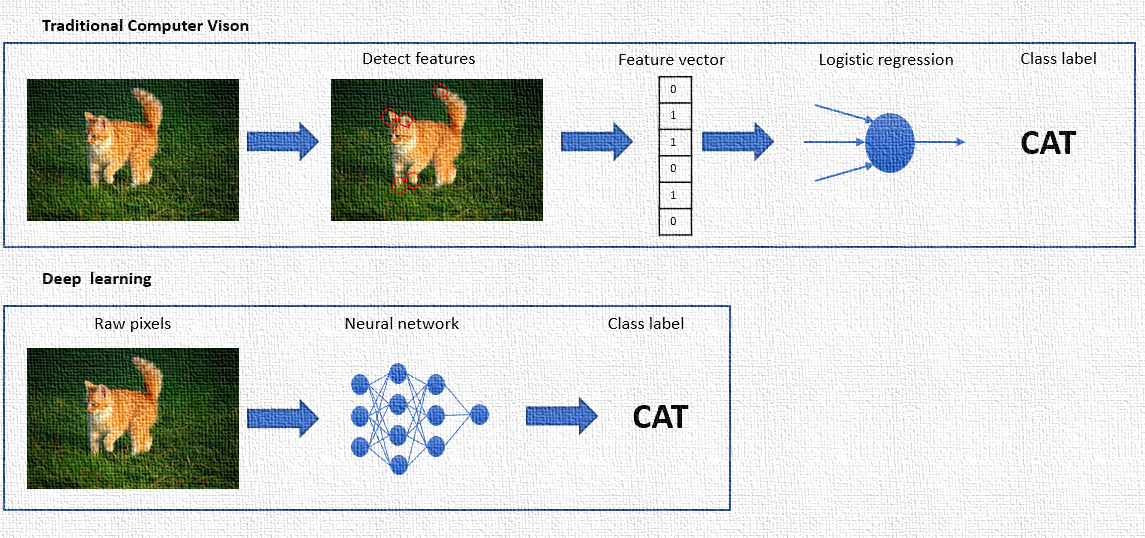 Traditional Computer Vison
Detect features
Feature vector
Logistic regression
Class label
0
1
1
0
1
0
CAT
Deep learning
Raw pixels
Neural network
Class label
CAT